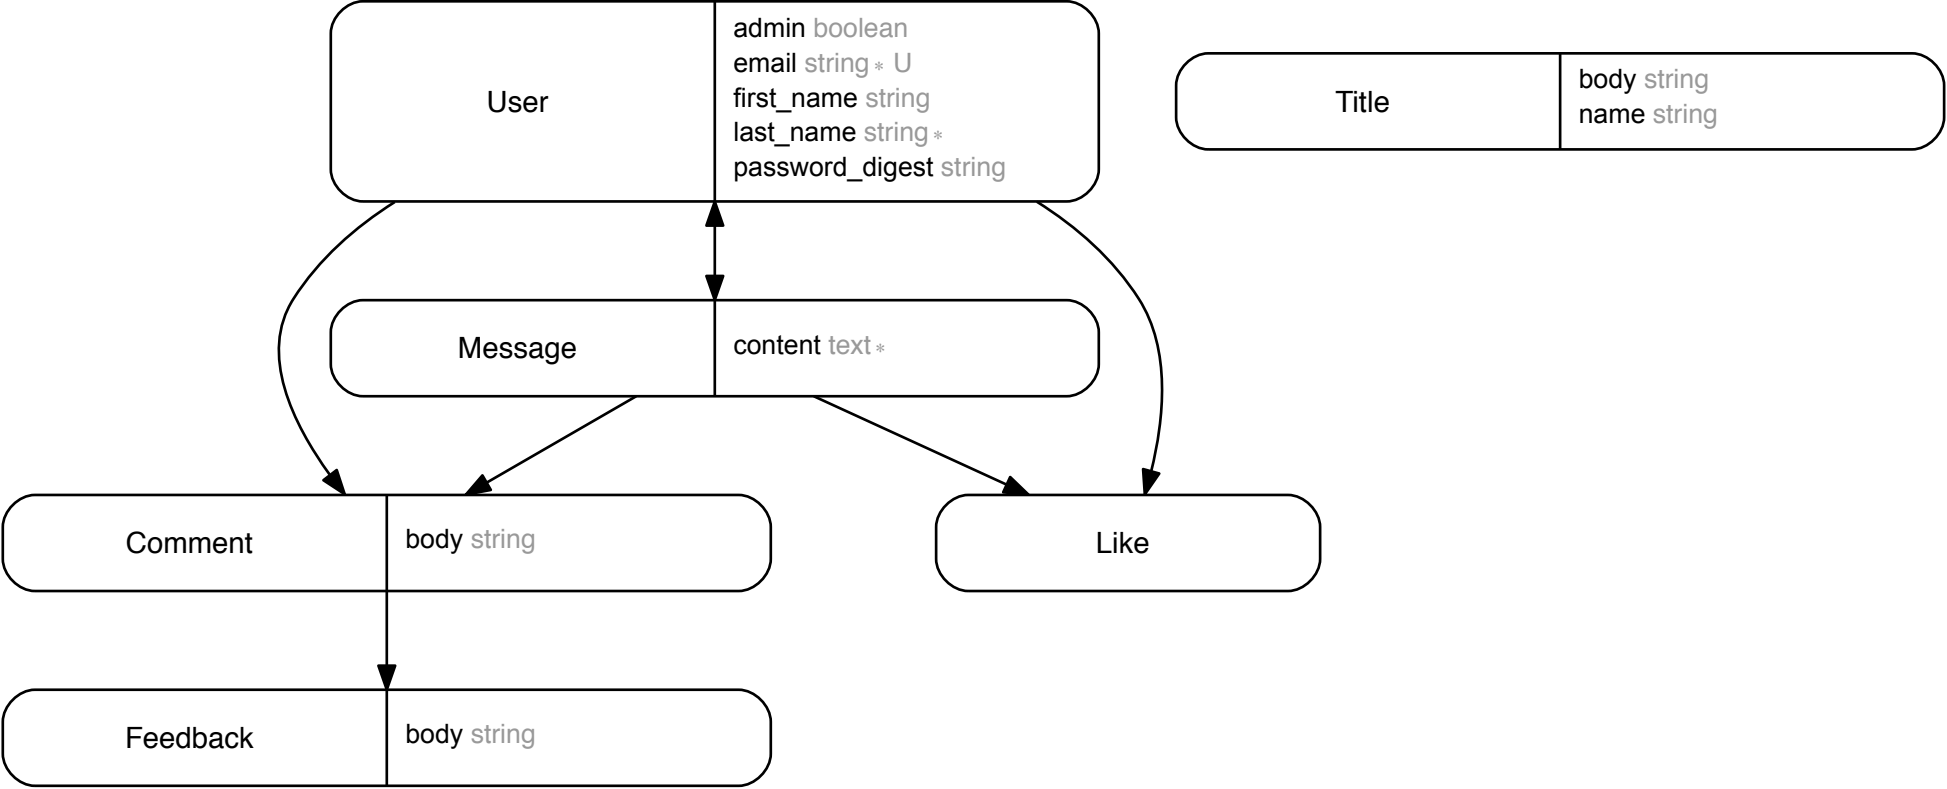 User
admin boolean
email string * U
first_name string
last_name string *
password_digest string
Title
body string
name string
Message
content text *
Comment
body string
Like
Feedback
body string